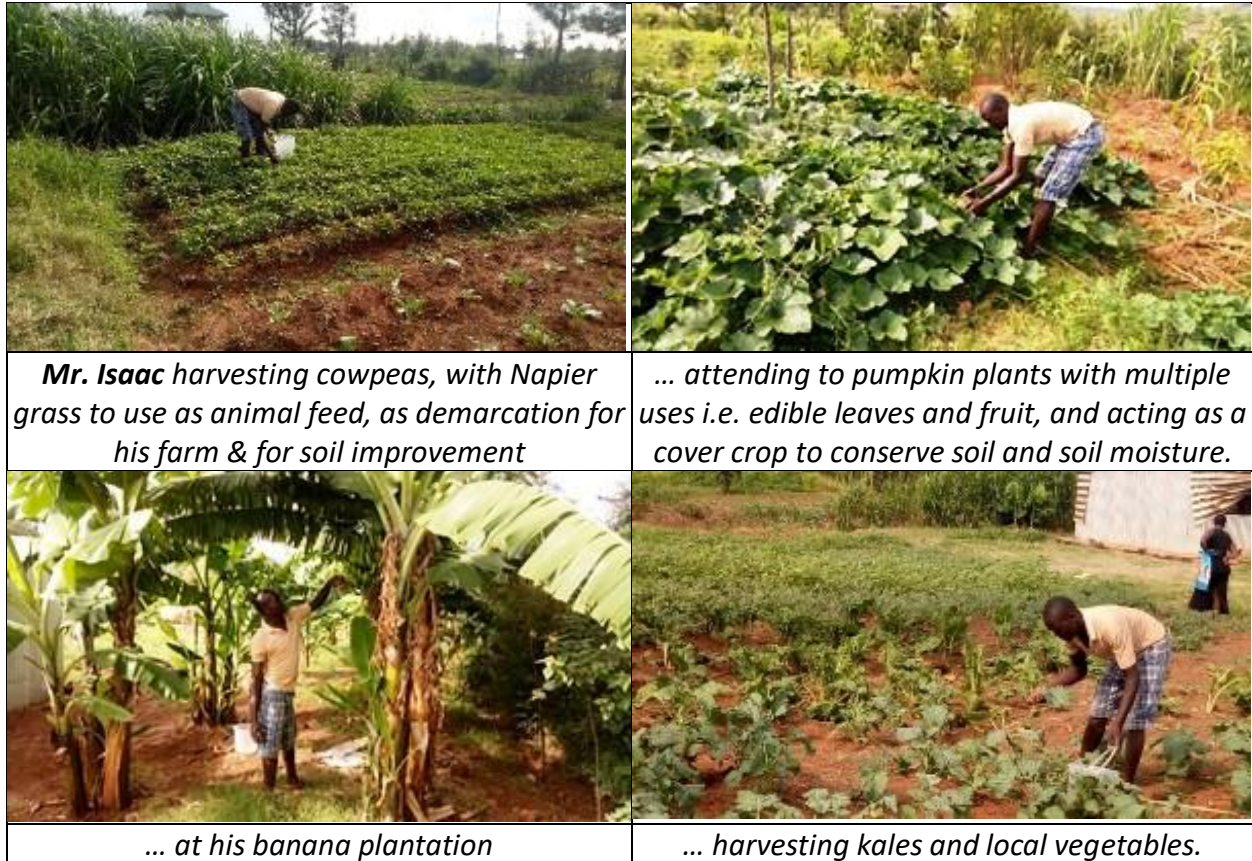 Mr. Isaac harvesting cowpeas, with Napier
grass to use as animal feed, as demarcation for
his farm & for soil improvement
... attending to pumpkin plants with multiple
uses i.e. edible leaves and fruit, and acting as a
cover crop to conserve soil and soil moisture.
... at his banana plantation
... harvesting kales and local vegetables.